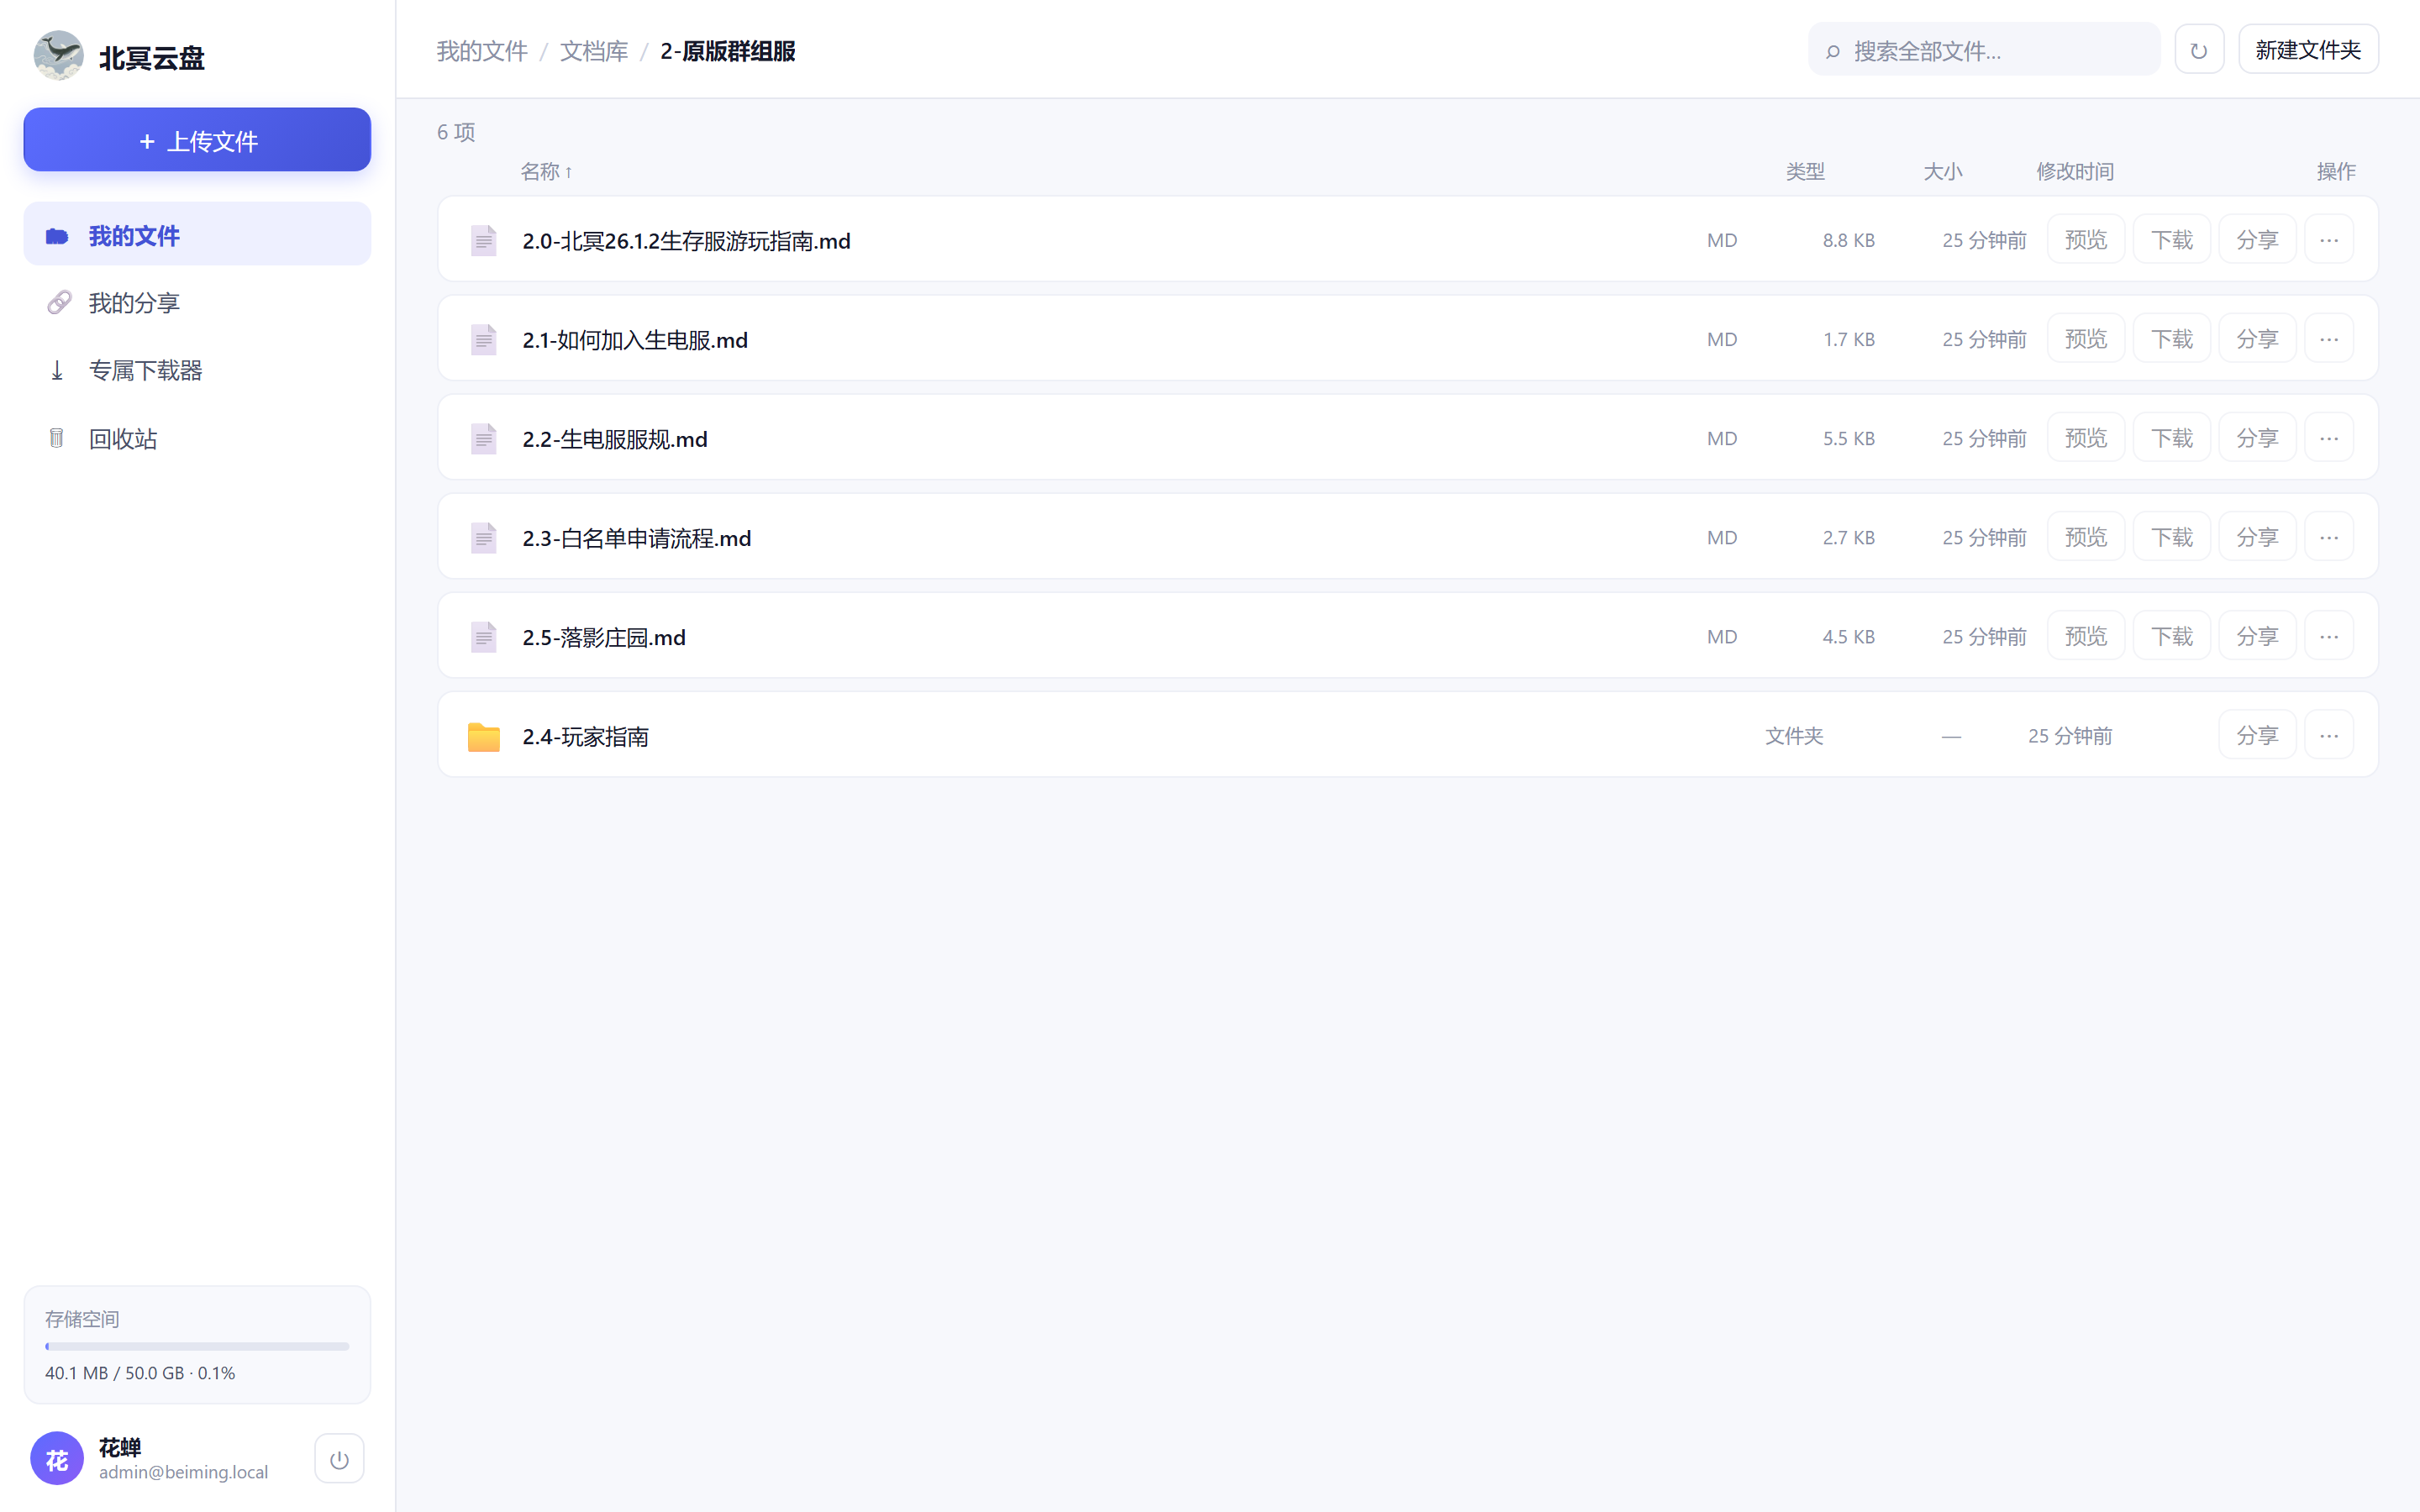 北冥云盘
+ 上传文件
我的文件
我的分享
专属下载器
回收站
存储空间
40.1 MB / 50.0 GB · 0.1%
花
花蝉
admin@beiming.local
我的文件 / 文档库 / 2-原版群组服
搜索全部文件...
新建文件夹
6 项
名称 ↑ 类型 大小 修改时间 操作
2.0-北冥26.1.2生存服游玩指南.md MD 8.8 KB 25 分钟前 预览 下载 分享 ···
2.1-如何加入生电服.md MD 1.7 KB 25 分钟前 预览 下载 分享 ···
2.2-生电服服规.md MD 5.5 KB 25 分钟前 预览 下载 分享 ···
2.3-白名单申请流程.md MD 2.7 KB 25 分钟前 预览 下载 分享 ···
2.5-落影庄园.md MD 4.5 KB 25 分钟前 预览 下载 分享 ···
2.4-玩家指南 文件夹 — 25 分钟前 分享 ···